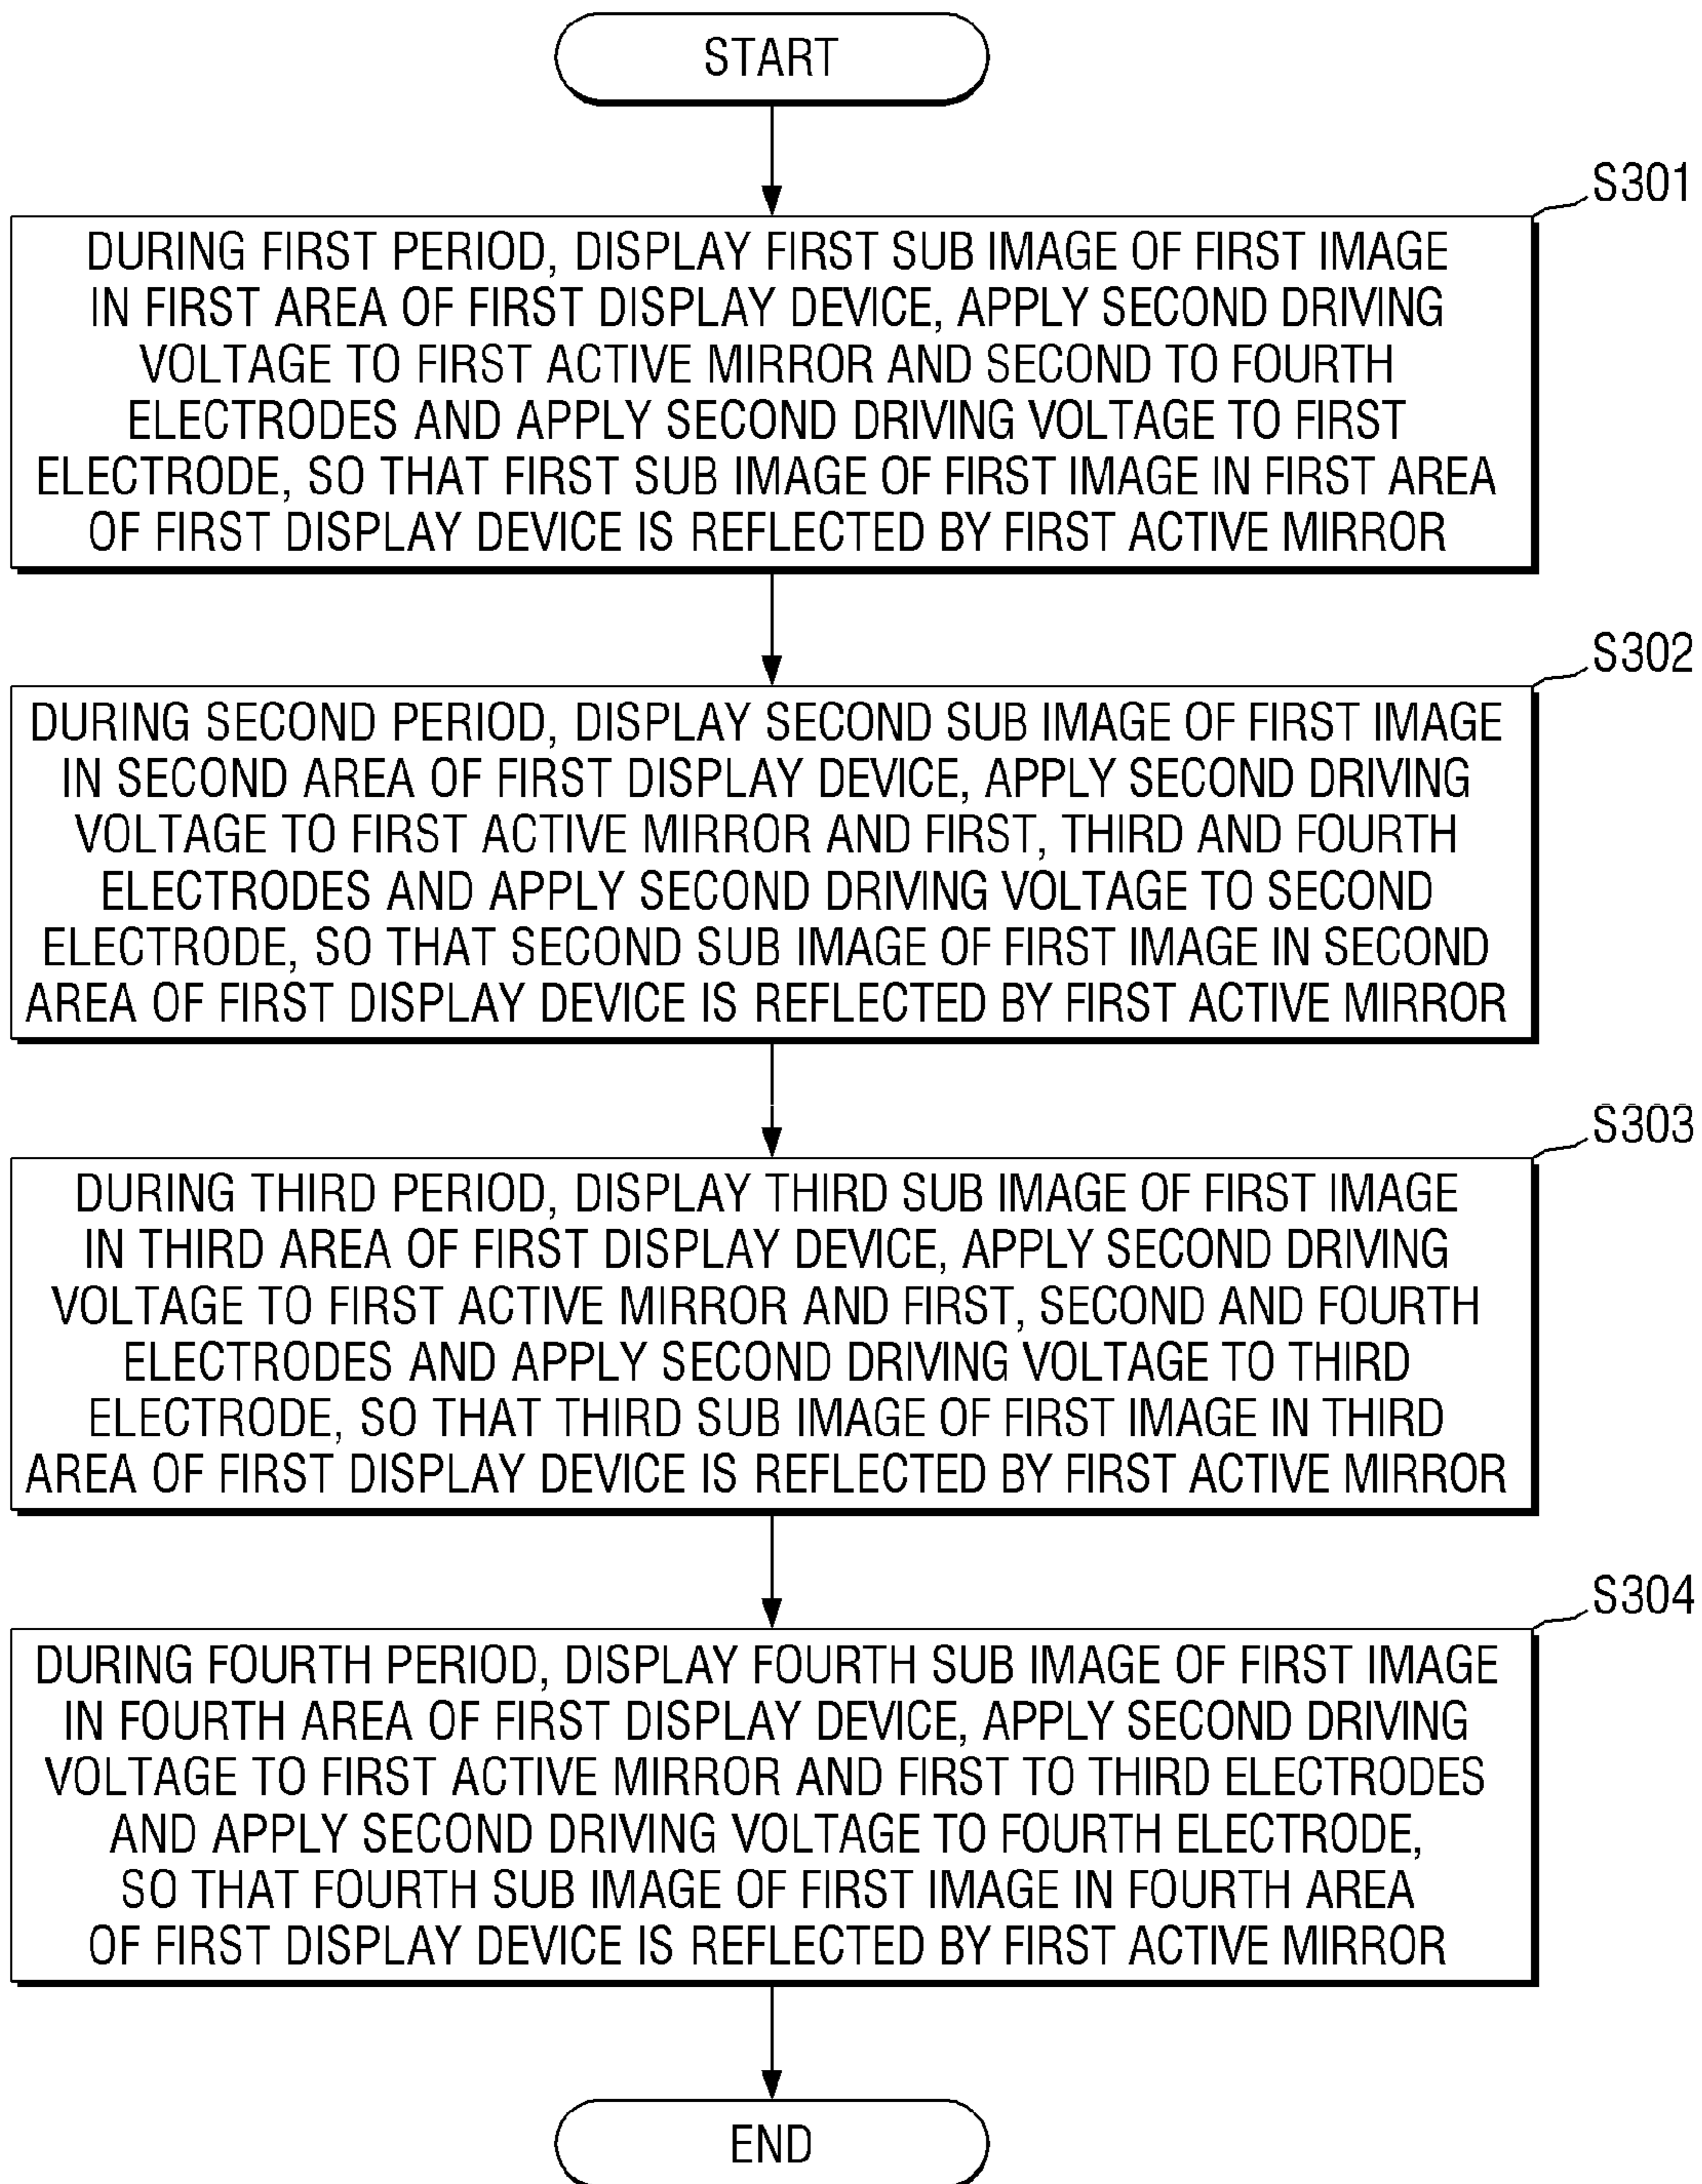 START
S301
DURING FIRST PERIOD, DISPLAY FIRST SUB IMAGE OF FIRST IMAGE
IN FIRST AREA OF FIRST DISPLAY DEVICE, APPLY SECOND DRIVING
VOLTAGE TO FIRST ACTIVE MIRROR AND SECOND TO FOURTH
ELECTRODES AND APPLY SECOND DRIVING VOLTAGE TO FIRST
ELECTRODE, SO THAT FIRST SUB IMAGE OF FIRST IMAGE IN FIRST AREA
OF FIRST DISPLAY DEVICE IS REFLECTED BY FIRST ACTIVE MIRROR
S302
DURING SECOND PERIOD, DISPLAY SECOND SUB IMAGE OF FIRST IMAGE
IN SECOND AREA OF FIRST DISPLAY DEVICE, APPLY SECOND DRIVING
VOLTAGE TO FIRST ACTIVE MIRROR AND FIRST, THIRD AND FOURTH
ELECTRODES AND APPLY SECOND DRIVING VOLTAGE TO SECOND
ELECTRODE, SO THAT SECOND SUB IMAGE OF FIRST IMAGE IN SECOND
AREA OF FIRST DISPLAY DEVICE IS REFLECTED BY FIRST ACTIVE MIRROR
S303
DURING THIRD PERIOD, DISPLAY THIRD SUB IMAGE OF FIRST IMAGE
IN THIRD AREA OF FIRST DISPLAY DEVICE, APPLY SECOND DRIVING
VOLTAGE TO FIRST ACTIVE MIRROR AND FIRST, SECOND AND FOURTH
ELECTRODES AND APPLY SECOND DRIVING VOLTAGE TO THIRD
ELECTRODE, SO THAT THIRD SUB IMAGE OF FIRST IMAGE IN THIRD
AREA OF FIRST DISPLAY DEVICE IS REFLECTED BY FIRST ACTIVE MIRROR
S304
DURING FOURTH PERIOD, DISPLAY FOURTH SUB IMAGE OF FIRST IMAGE
IN FOURTH AREA OF FIRST DISPLAY DEVICE, APPLY SECOND DRIVING
VOLTAGE TO FIRST ACTIVE MIRROR AND FIRST TO THIRD ELECTRODES
AND APPLY SECOND DRIVING VOLTAGE TO FOURTH ELECTRODE,
SO THAT FOURTH SUB IMAGE OF FIRST IMAGE IN FOURTH AREA
OF FIRST DISPLAY DEVICE IS REFLECTED BY FIRST ACTIVE MIRROR
END